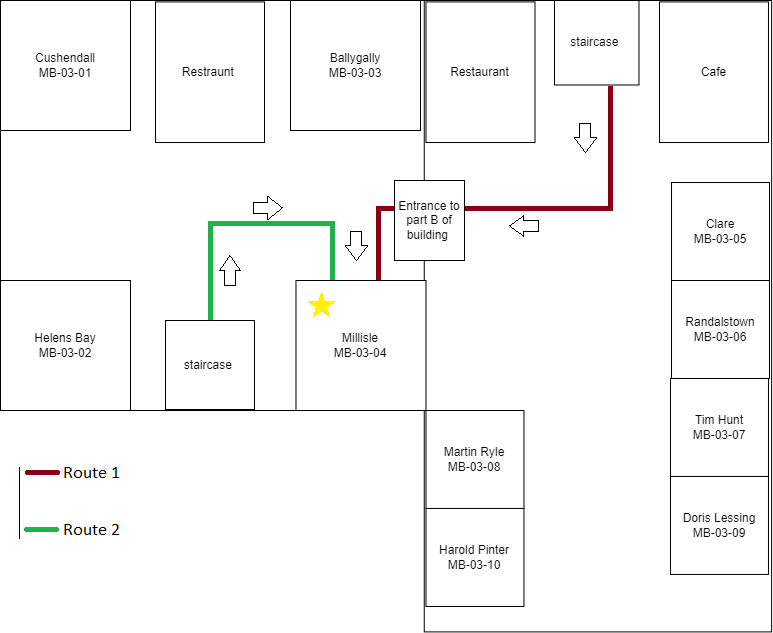 Cushendall
MB-03-01
Restraunt
Ballygally
MB-03-03
Restaurant
staircase
Cafe
Entrance to
part B of
building
Clare
MB-03-05
Helens Bay
MB-03-02
staircase
Millisle
MB-03-04
Randalstown
MB-03-06
Tim Hunt
MB-03-07
Martin Ryle
MB-03-08
Doris Lessing
MB-03-09
Harold Pinter
MB-03-10
Route 1
Route 2